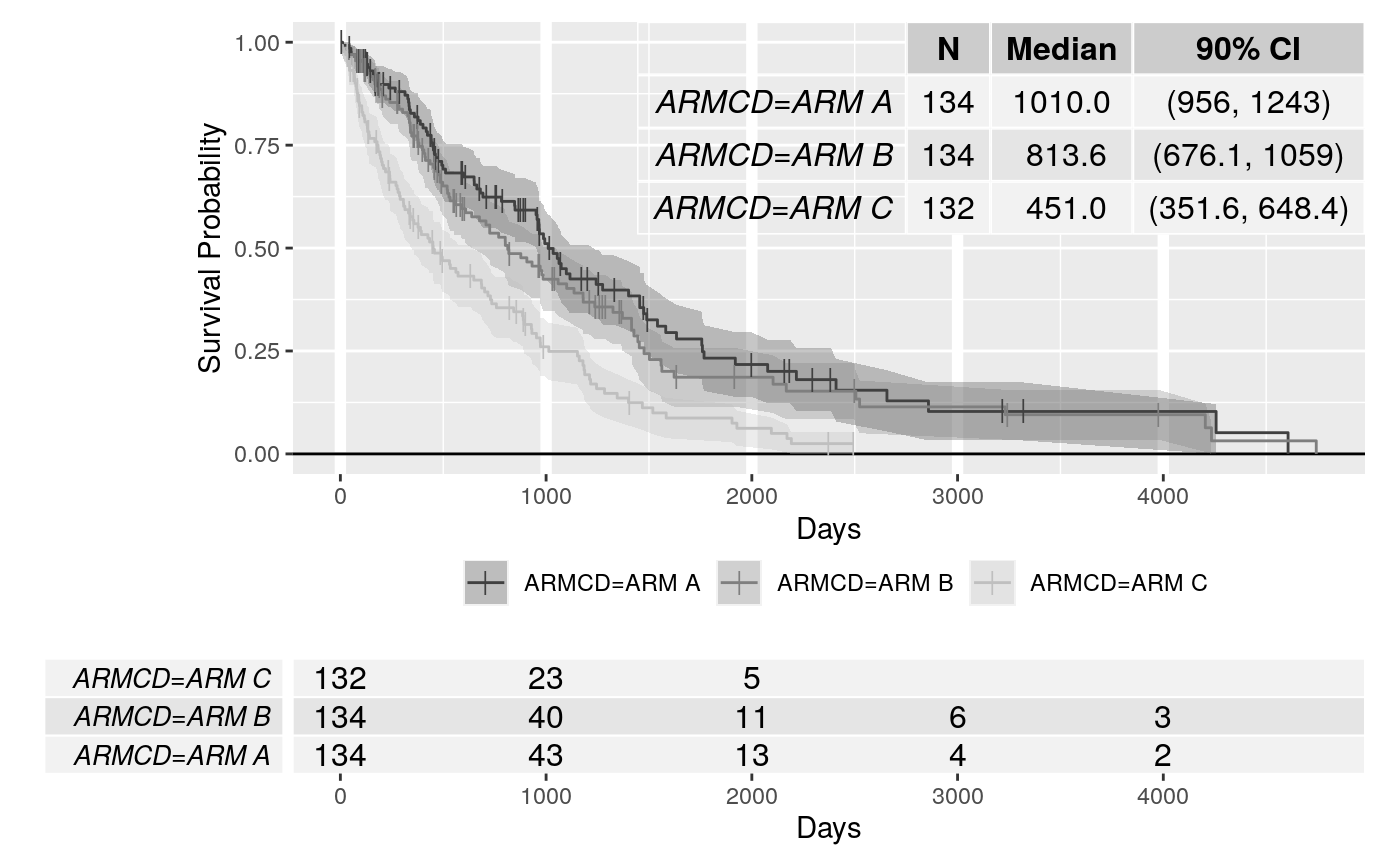 N Median 90% CI
ARMCD=ARM A 134 1010.0 (956, 1243)
ARMCD=ARM B 134 813.6 (676.1, 1059)
ARMCD=ARM C 132 451.0 (351.6, 648.4)
Survival Probability
1.00
0.75
0.50
0.25
0.00
0 1000 2000 3000 4000
Days
ARMCD=ARM A ARMCD=ARM B ARMCD=ARM C
ARMCD=ARM C 132 23 5
ARMCD=ARM B 134 40 11 6 3
ARMCD=ARM A 134 43 13 4 2
0 1000 2000 3000 4000
Days